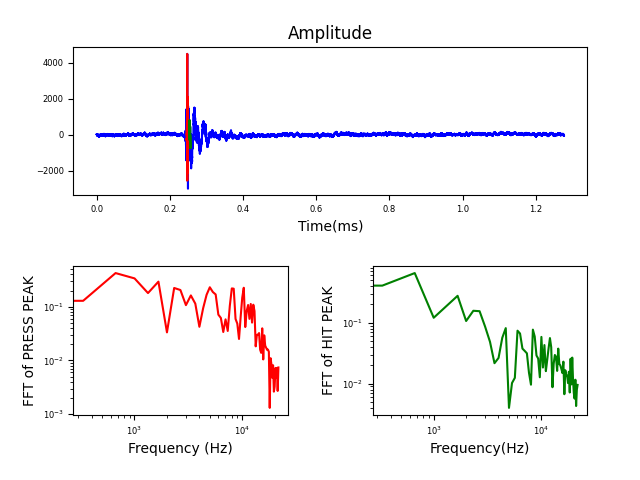 Amplitude
4000
2000
0
−2000
0.0 0.2 0.4 0.6 0.8 1.0 1.2
Time(ms)
FFT of PRESS PEAK
10⁻¹
10⁻²
10⁻³
10³ 10⁴
Frequency (Hz)
FFT of HIT PEAK
10⁻¹
10⁻²
10³ 10⁴
Frequency(Hz)